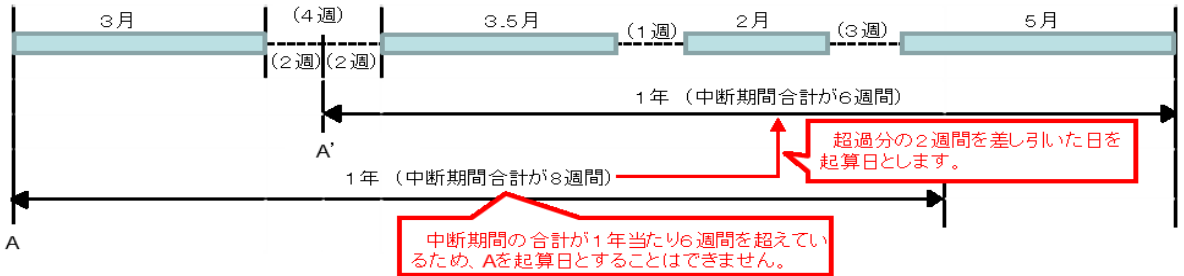 (4週)
3月
3.5月
(1週)
2月
(3週)
5月
(2週)
(2週)
1年 (中断期間合計が6週間)
A'
超過分の2週間を差し引いた日を
起算日とします。
1年 (中断期間合計が8週間)
A
中断期間の合計が1年当たり6週間を超えてい
るため、Aを起算日とすることはできません。